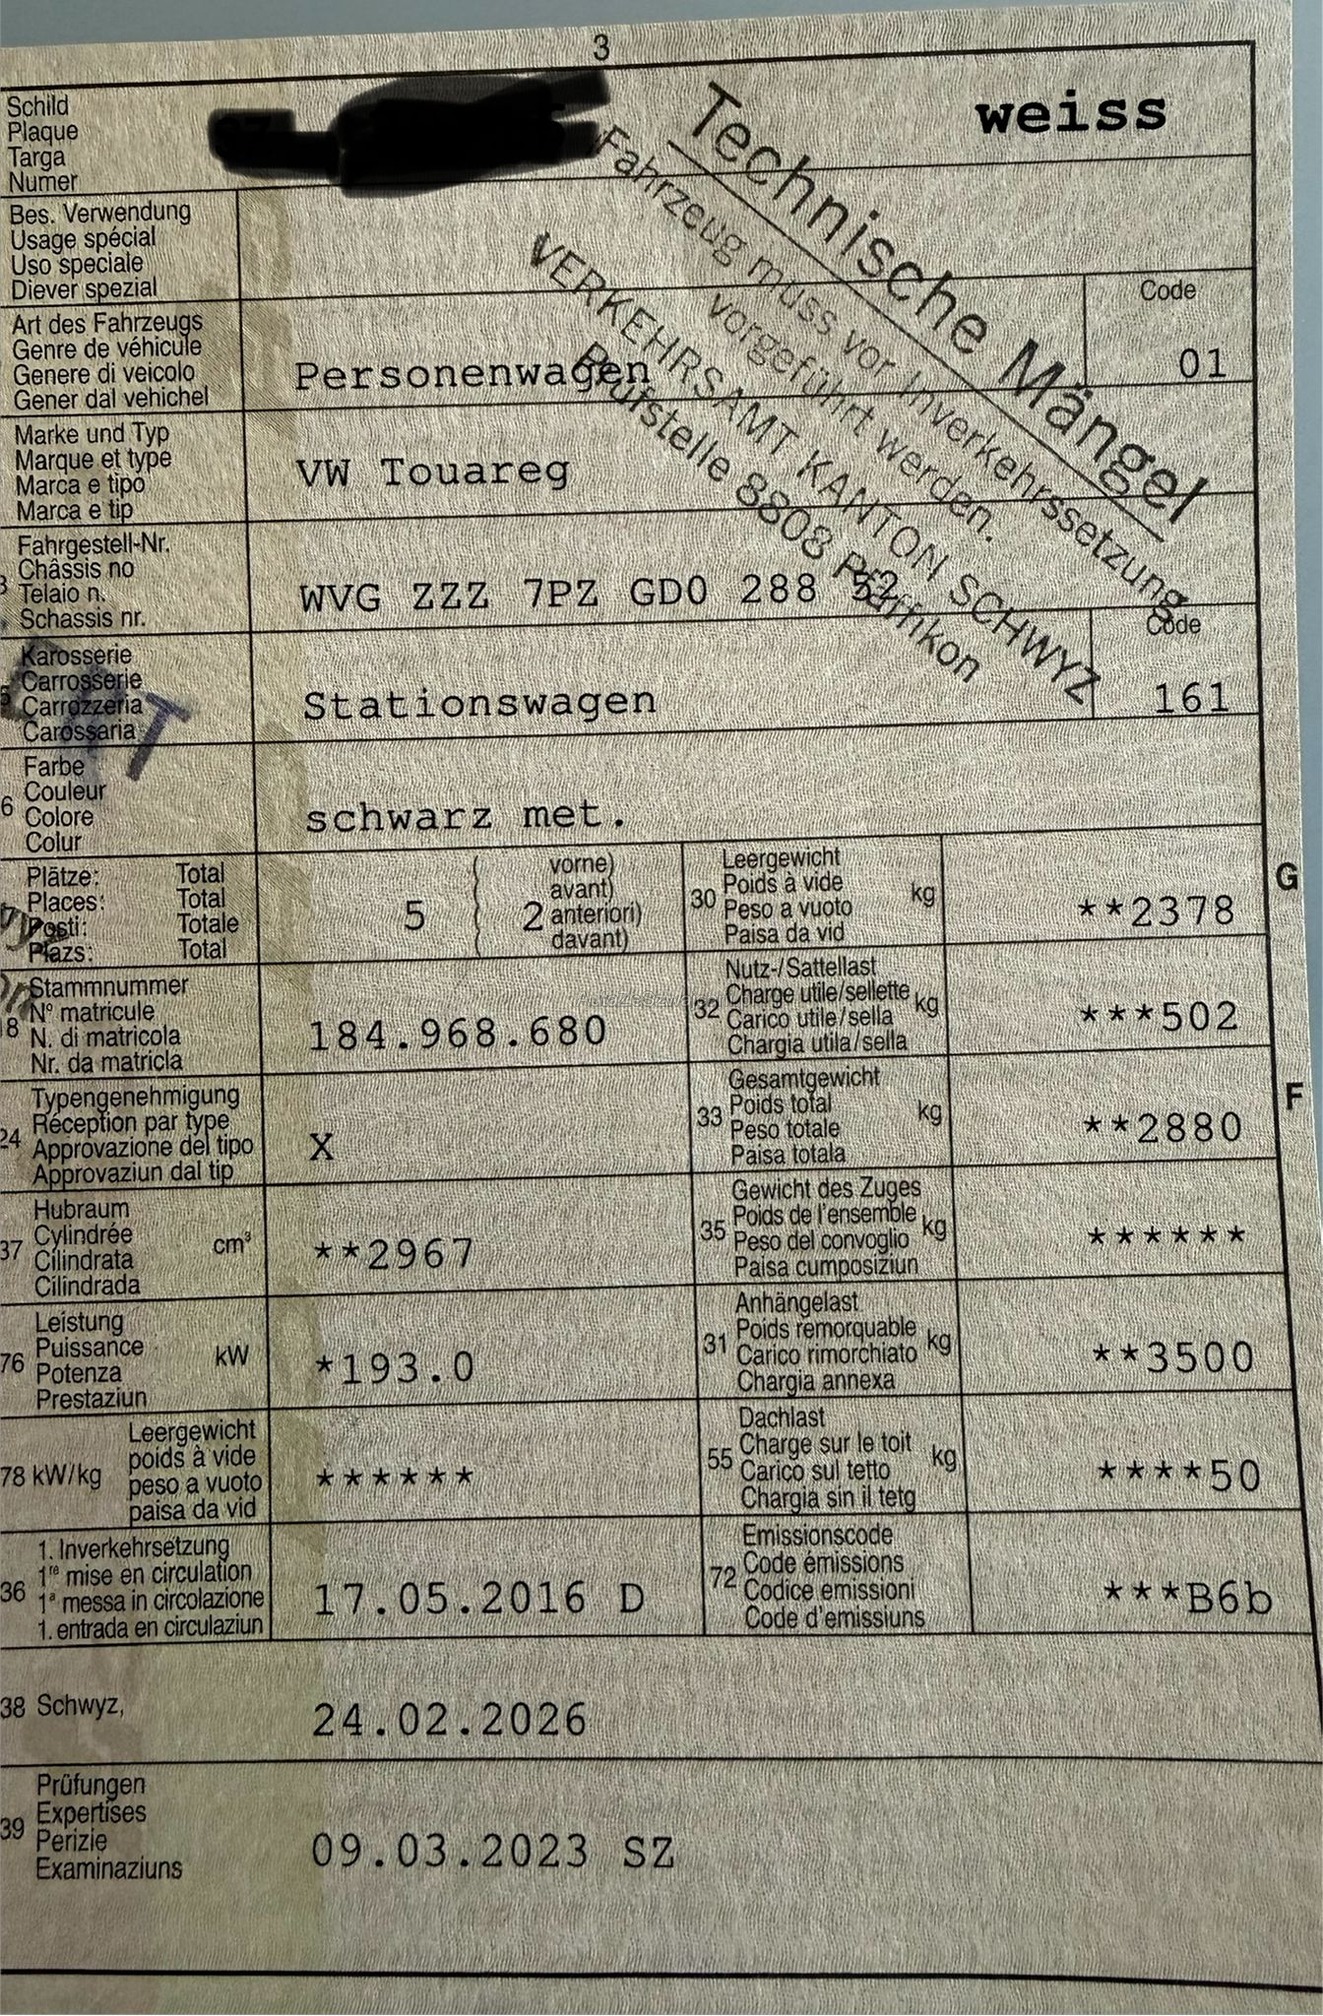 3
Schild
Plaque
Targa
Numer
weiss
Technische Mängel
Fahrzeug muss vor Inverkehrssetzung
vorgeführt werden.
VERKEHRSAMT KANTON SCHWYZ
Prüfstelle 8808 Pfäffikon
Bes. Verwendung
Usage spécial
Uso speciale
Diever spezial
Art des Fahrzeugs
Genre de véhicule
Genere di veicolo
Gener dal vehichel
Personenwagen
Code
01
Marke und Typ
Marque et type
Marca e tipo
Marca e tip
VW Touareg
Fahrgestell-Nr.
Châssis no
Telaio n.
Schassis nr.
WVG ZZZ 7PZ GD0 288
Karosserie
Carrosserie
Carrozzeria
Carossaria
Stationswagen
Code
161
Farbe
6 Couleur
Colore
Colur
schwarz met.
Plätze: Total
Places: Total
Posti: Totale
Plazs: Total
5 2
vorne)
avant)
anteriori)
davant)
30 Leergewicht
Poids à vide kg
Peso a vuoto
Paisa da vid
**2378
G
Stammnummer
N° matricule
18 N. di matricola
Nr. da matricla
184.968.680
32 Nutz-/Sattellast
Charge utile/sellette kg
Carico utile/sella
Chargia utila/sella
***502
Typengenehmigung
24 Réception par type
Approvazione del tipo
Approvaziun dal tip
X
33 Gesamtgewicht
Poids total kg
Peso totale
Paisa totala
**2880
F
Hubraum
37 Cylindrée cm³
Cilindrata
Cilindrada
**2967
35 Gewicht des Zuges
Poids de l'ensemble kg
Peso del convoglio
Paisa cumposiziun
******
Leistung
76 Puissance kW
Potenza
Prestaziun
*193.0
31 Anhängelast
Poids remorquable kg
Carico rimorchiato
Chargia annexa
**3500
78 kW/kg
Leergewicht
poids à vide
peso a vuoto
paisa da vid
******
55 Dachlast
Charge sur le toit kg
Carico sul tetto
Chargia sin il tetg
****50
36 1. Inverkehrsetzung
1re mise en circulation
1a messa in circolazione
1. entrada en circulaziun
17.05.2016 D
72 Emissionscode
Code émissions
Codice emissioni
Code d'emissiuns
***B6b
38 Schwyz,
24.02.2026
39 Prüfungen
Expertises
Perizie
Examinaziuns
09.03.2023 SZ